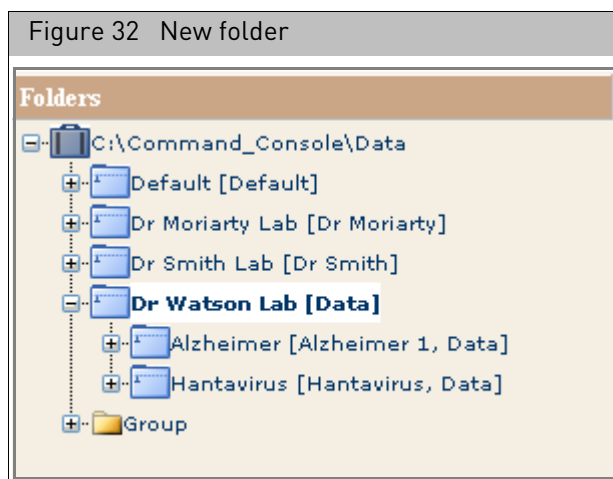 Figure 32 New folder
Folders
C:\Command_Console\Data
Default [Default]
Dr Moriarty Lab [Dr Moriarty]
Dr Smith Lab [Dr Smith]
Dr Watson Lab [Data]
Alzheimer [Alzheimer 1, Data]
Hantavirus [Hantavirus, Data]
Group